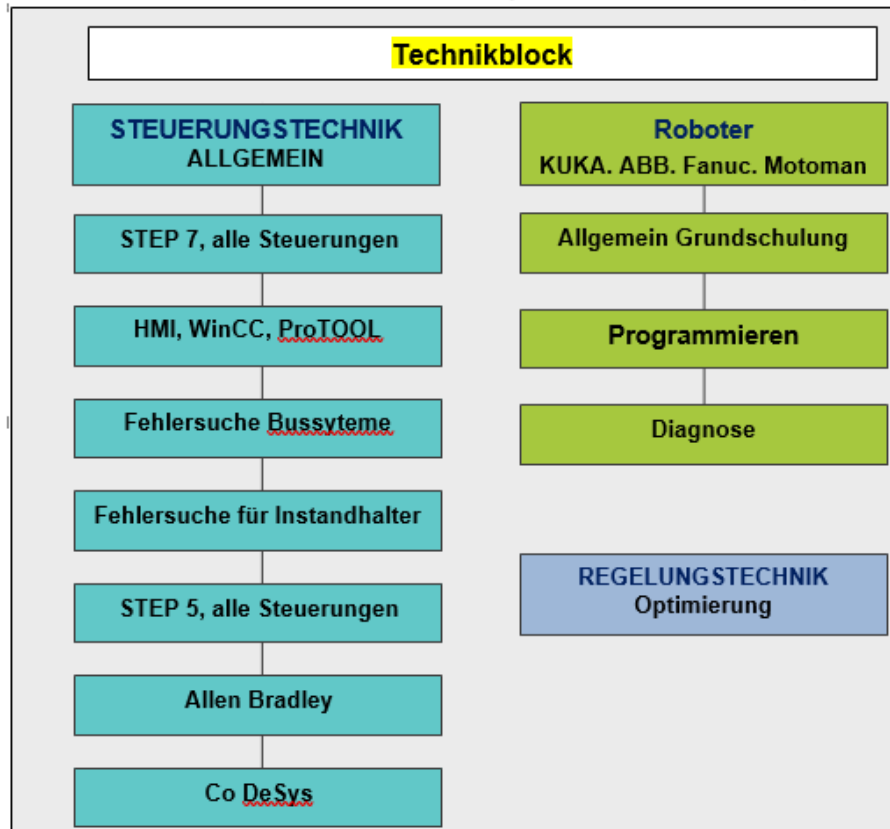 Technikblock
STEUERUNGSTECHNIK
ALLGEMEIN
STEP 7, alle Steuerungen
HMI, WinCC, ProTOOL
Fehlersuche Bussyteme
Fehlersuche für Instandhalter
STEP 5, alle Steuerungen
Allen Bradley
Co DeSys
Roboter
KUKA. ABB. Fanuc. Motoman
Allgemein Grundschulung
Programmieren
Diagnose
REGELUNGSTECHNIK
Optimierung